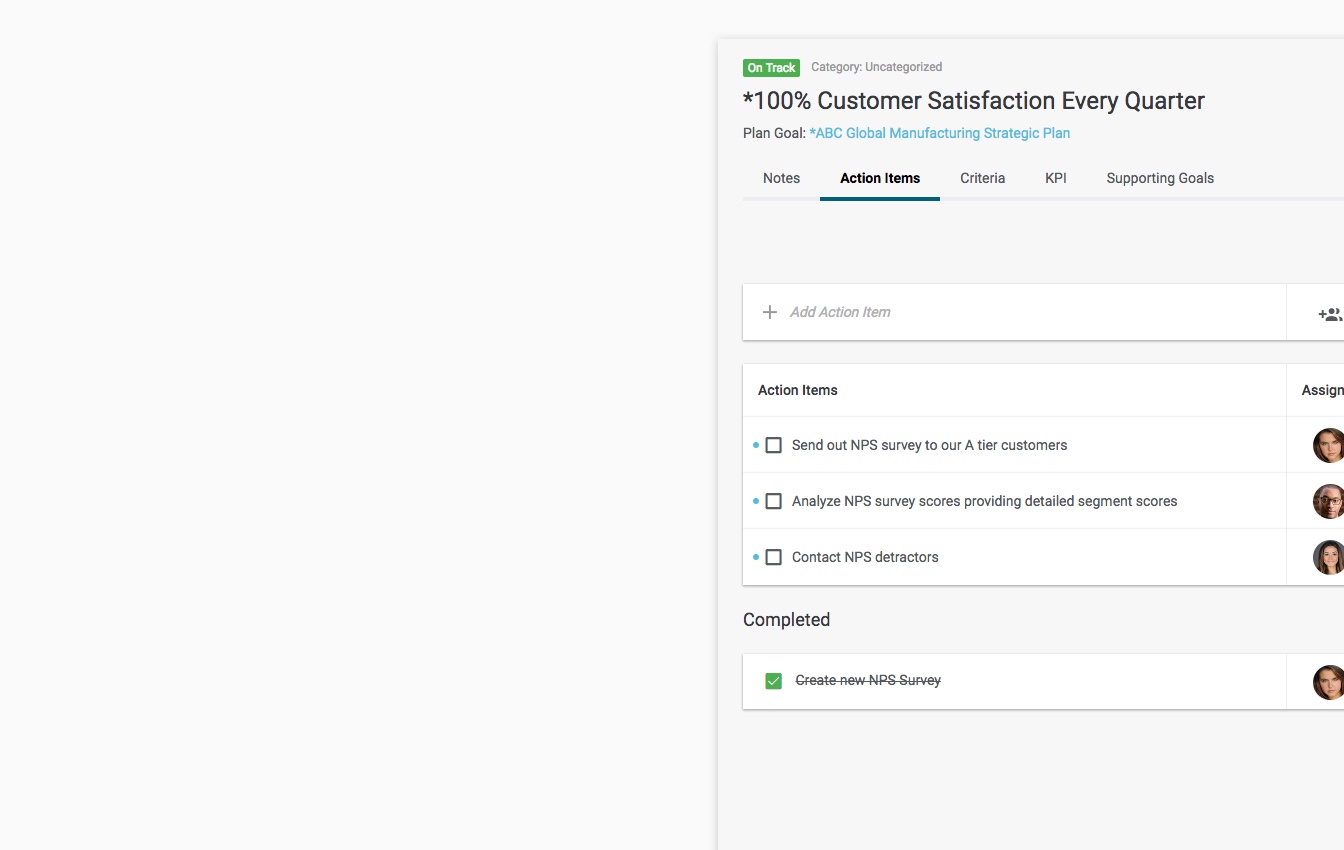 On Track Category: Uncategorized
*100% Customer Satisfaction Every Quarter
Plan Goal: *ABC Global Manufacturing Strategic Plan
Notes Action Items Criteria KPI Supporting Goals
Add Action Item
Action Items Assign
Send out NPS survey to our A tier customers
Analyze NPS survey scores providing detailed segment scores
Contact NPS detractors
Completed
Create new NPS Survey